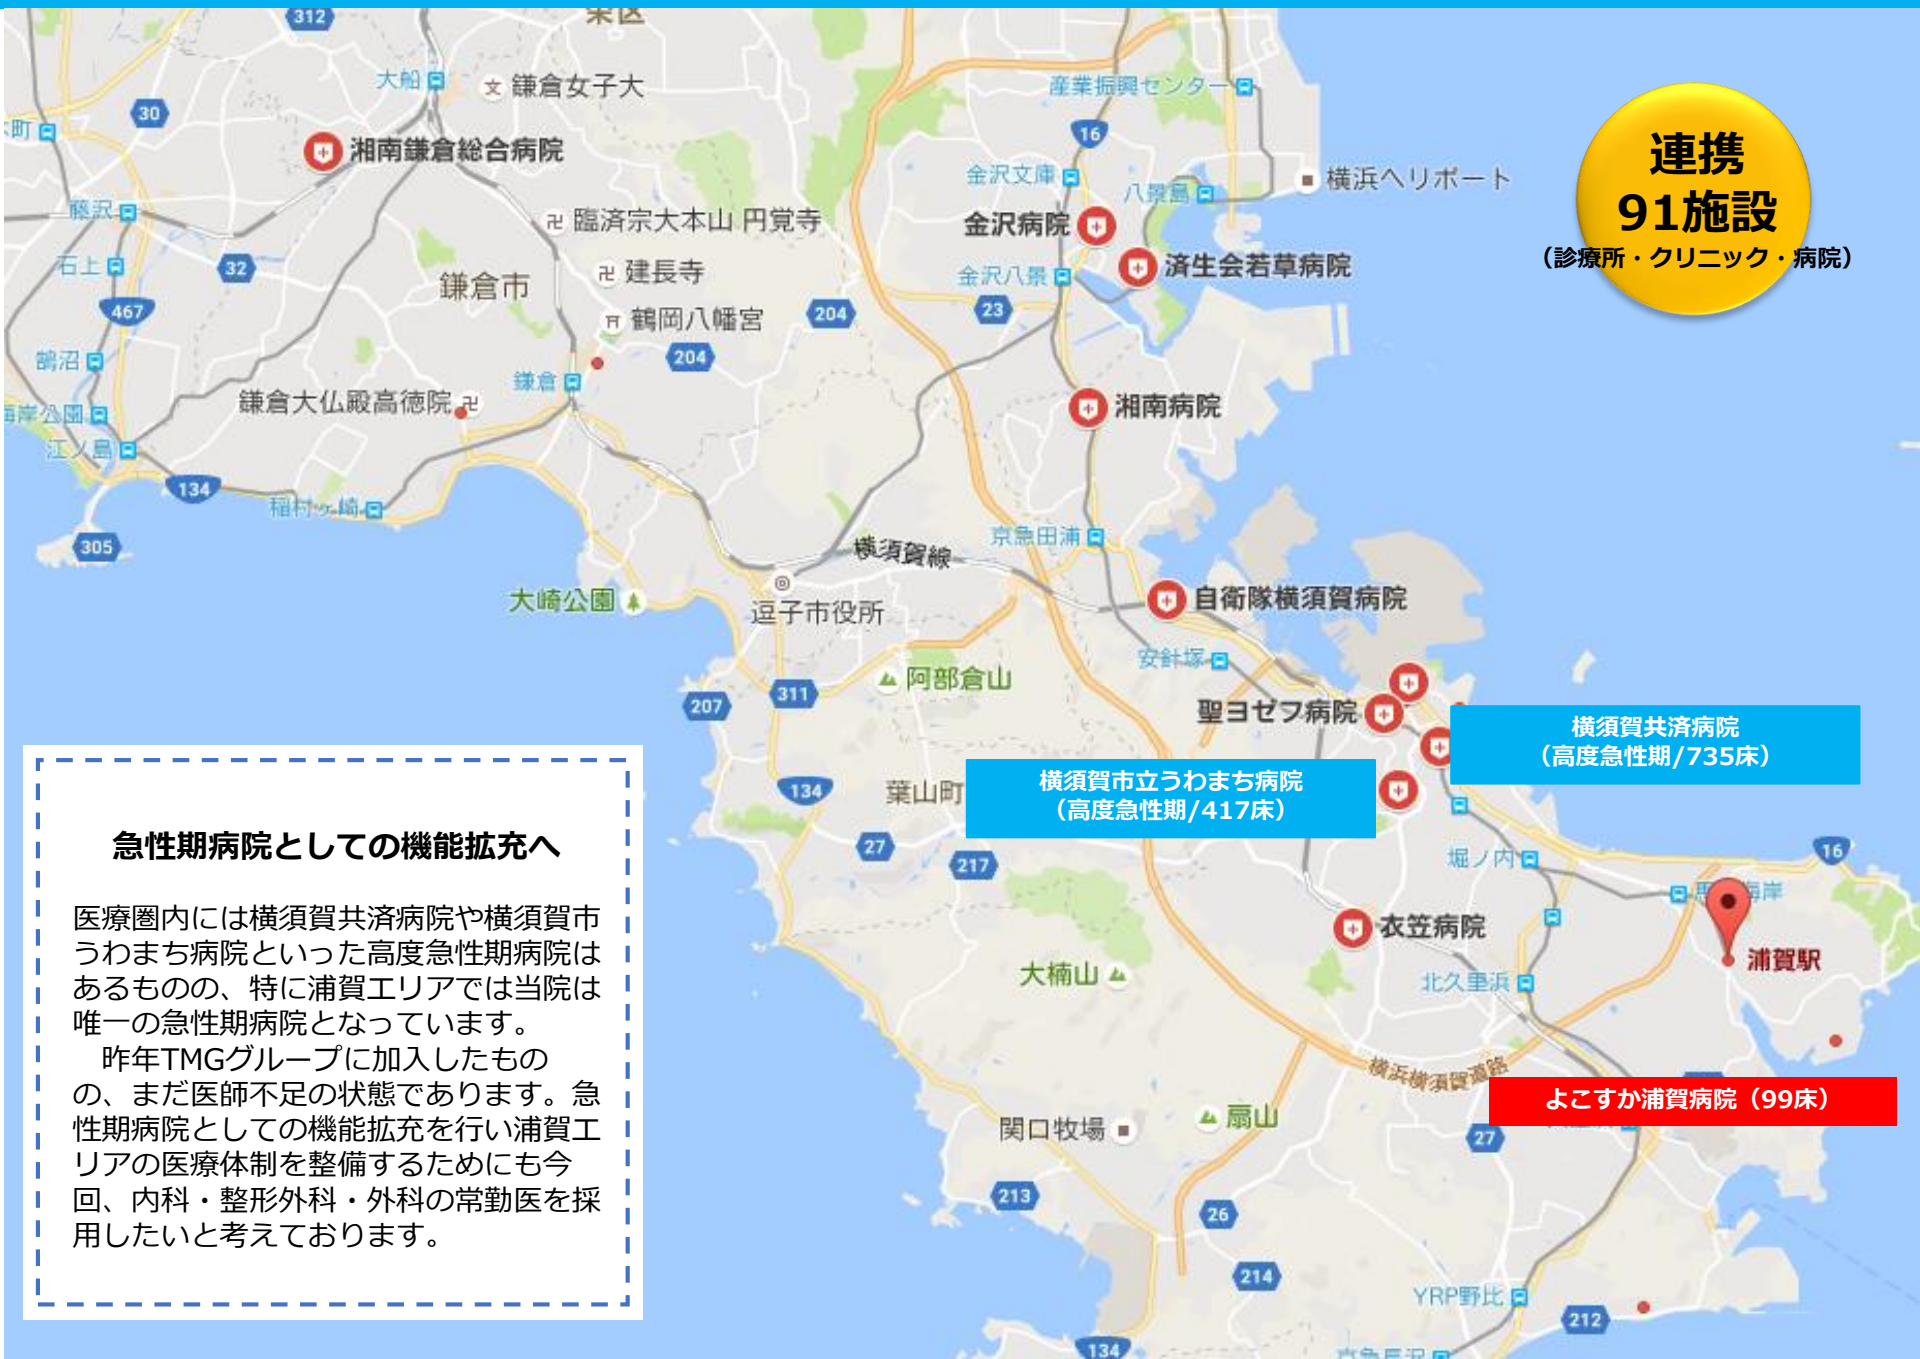 312
栄区
大船
文 鎌倉女子大
産業振興センター
30
16
湘南鎌倉総合病院
連携
91施設
(診療所・クリニック・病院)
金沢文庫
八景島
横浜ヘリポート
藤沢
卍 臨済宗大本山 円覚寺
金沢病院
石上
32
卍 建長寺
金沢八景
済生会若草病院
鎌倉市
467
鶴岡八幡宮
204
23
鵠沼
204
鎌倉
鎌倉大仏殿高徳院 卍
湘南病院
海岸公園
江ノ島
134
稲村ヶ崎
305
京急田浦
横須賀線
大崎公園
逗子市役所
自衛隊横須賀病院
安針塚
阿部倉山
207
311
聖ヨゼフ病院
横須賀共済病院
(高度急性期/735床)
134
葉山町
横須賀市立うわまち病院
(高度急性期/417床)
27
217
堀ノ内
16
海岸
衣笠病院
浦賀駅
大楠山
北久里浜
横浜横須賀道路
よこすか浦賀病院(99床)
関口牧場
扇山
27
213
26
214
YRP野比
212
134
京急長沢
急性期病院としての機能拡充へ
医療圏内には横須賀共済病院や横須賀市
うわまち病院といった高度急性期病院は
あるものの、特に浦賀エリアでは当院は
唯一の急性期病院となっています。
　昨年TMGグループに加入したもの
の、まだ医師不足の状態であります。急
性期病院としての機能拡充を行い浦賀エ
リアの医療体制を整備するためにも今
回、内科・整形外科・外科の常勤医を採
用したいと考えております。